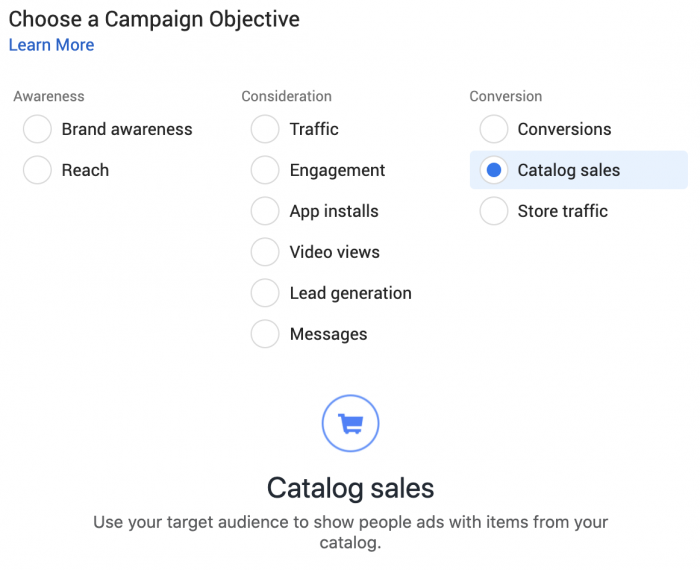 Choose a Campaign Objective
Learn More
Awareness
Brand awareness
Reach
Consideration
Traffic
Engagement
App installs
Video views
Lead generation
Messages
Conversion
Conversions
Catalog sales
Store traffic
Catalog sales
Use your target audience to show people ads with items from your
catalog.